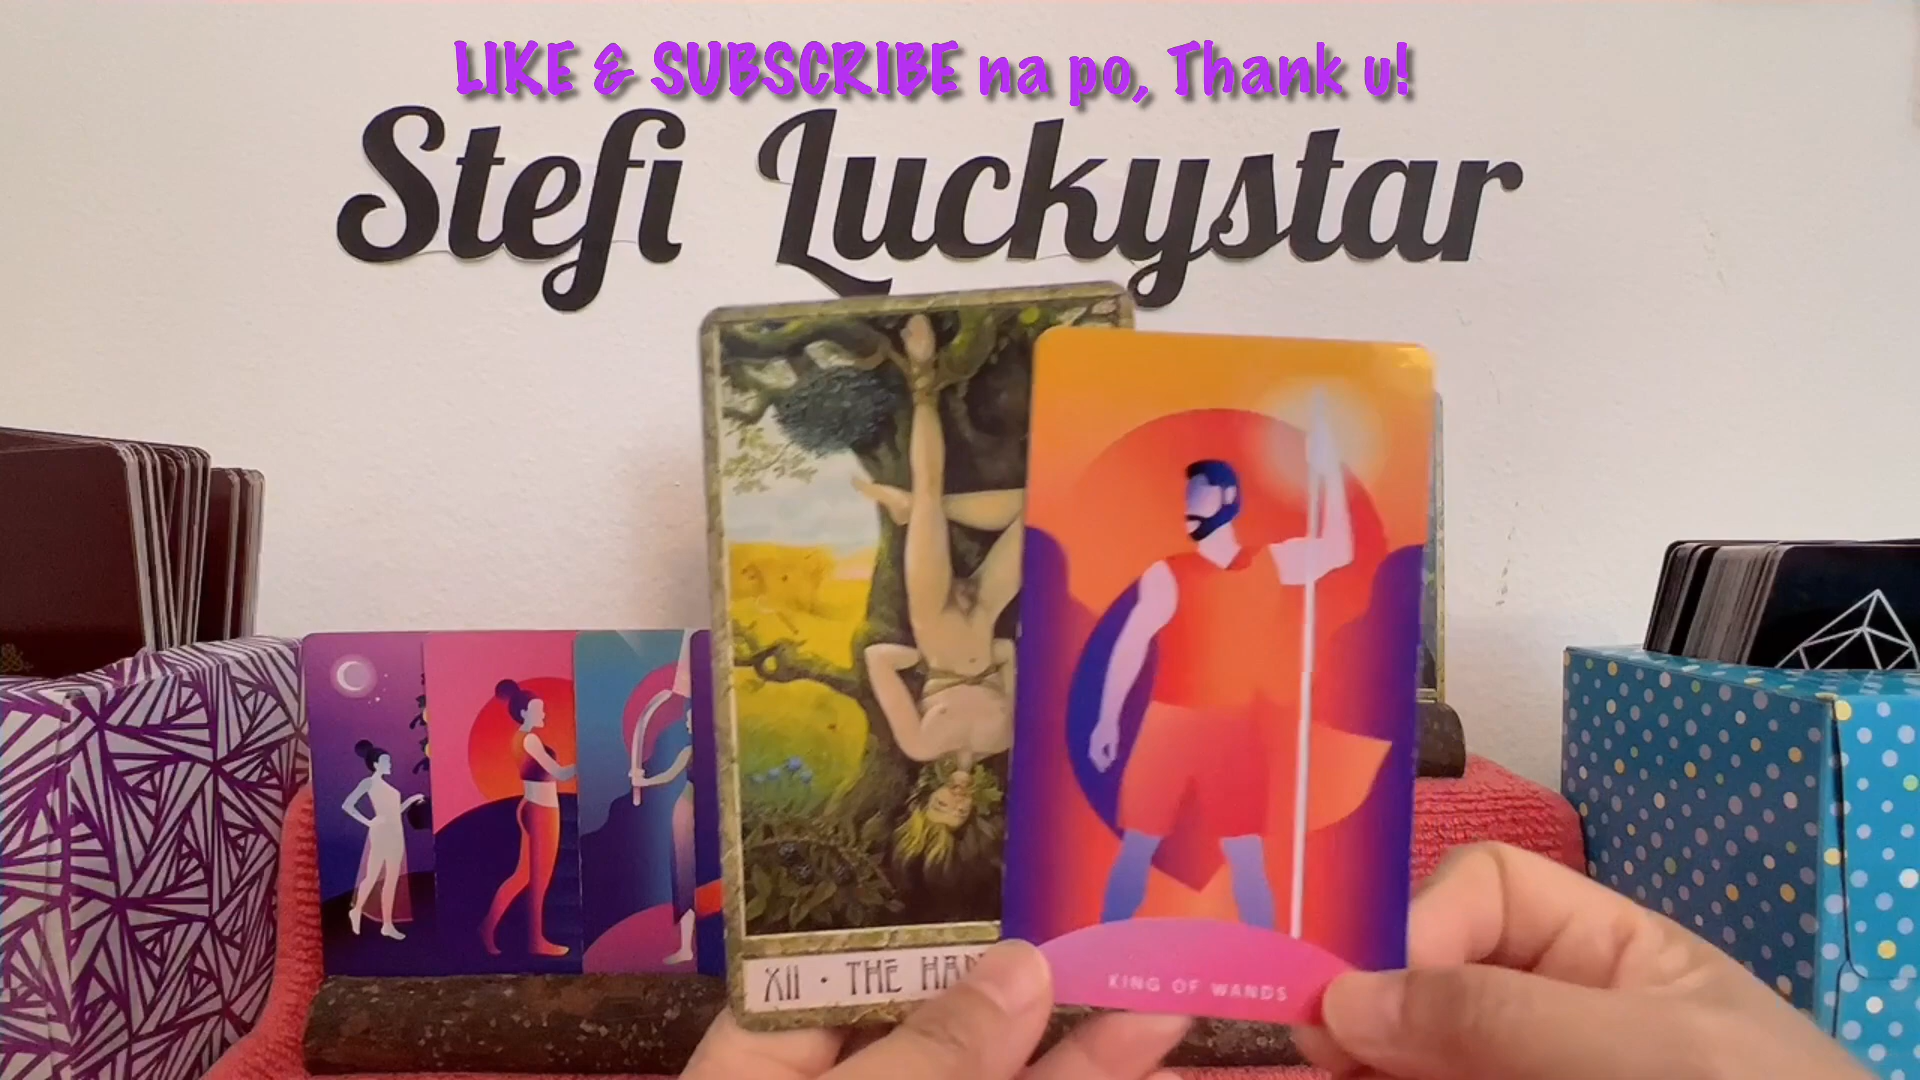 LIKE & SUBSCRIBE na po, Thank u!
Stefi Luckystar
XII • THE HAN
KING OF WANDS